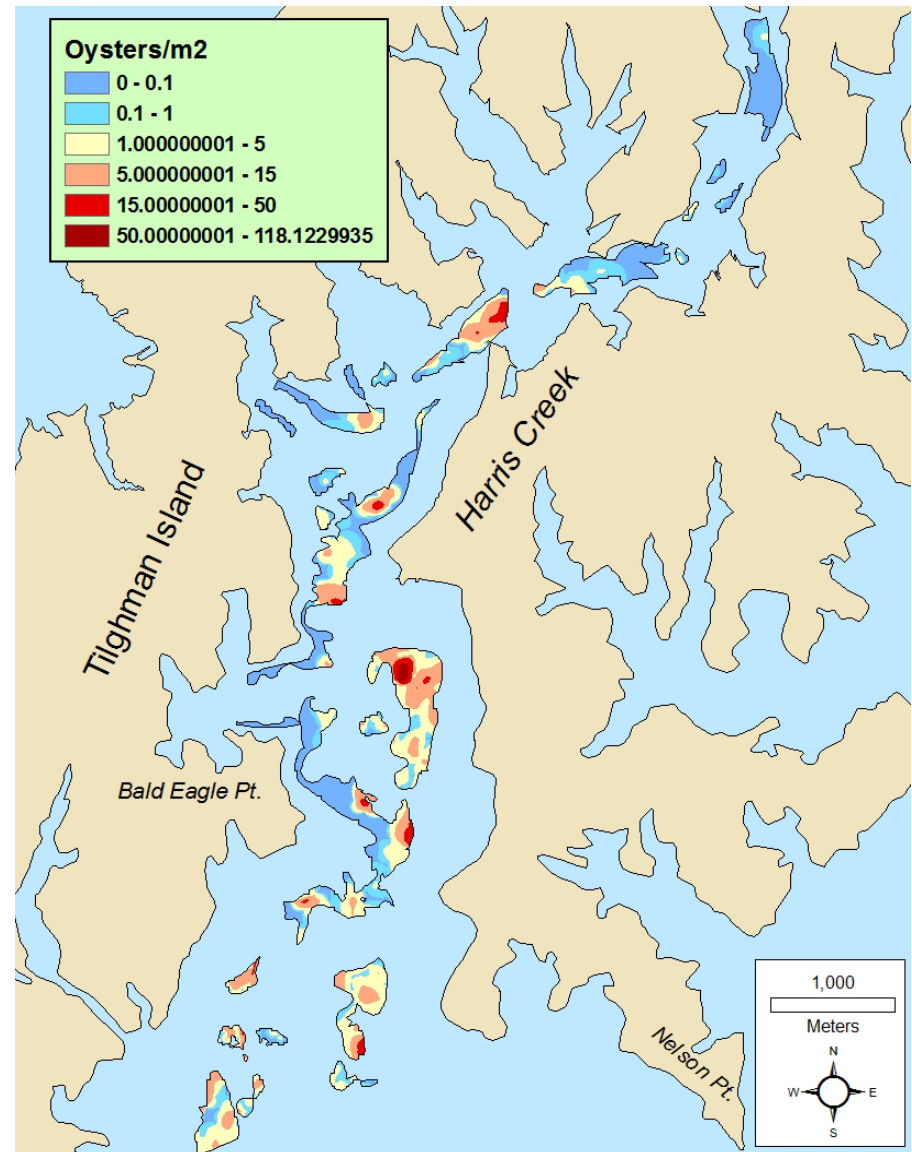 Oysters/m2
0 - 0.1
0.1 - 1
1.000000001 - 5
5.000000001 - 15
15.00000001 - 50
50.00000001 - 118.1229935
Harris Creek
Tilghman Island
Bald Eagle Pt.
Nelson Pt.
1,000
Meters
N
W
E
S